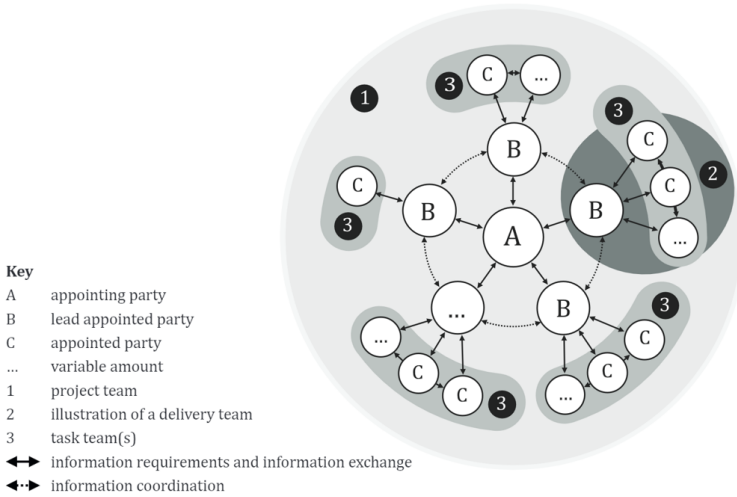 C ...
3
1
3
B
C
2
C
C
B
B
A
3
...
... B
3
...
C
C
C
C
...
3
Key
A appointing party
B lead appointed party
C appointed party
... variable amount
1 project team
2 illustration of a delivery team
3 task team(s)
information requirements and information exchange
information coordination